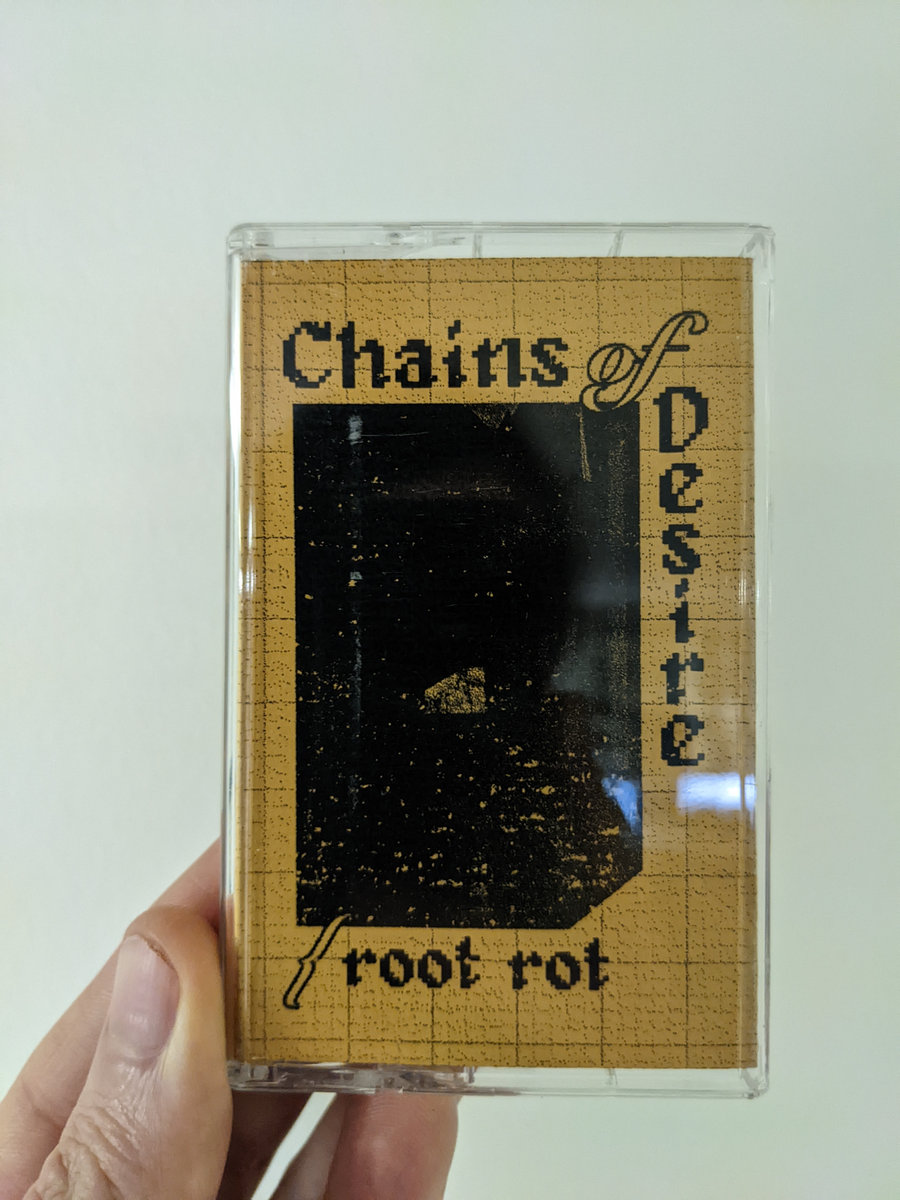 Chains of
Desire
{ root rot